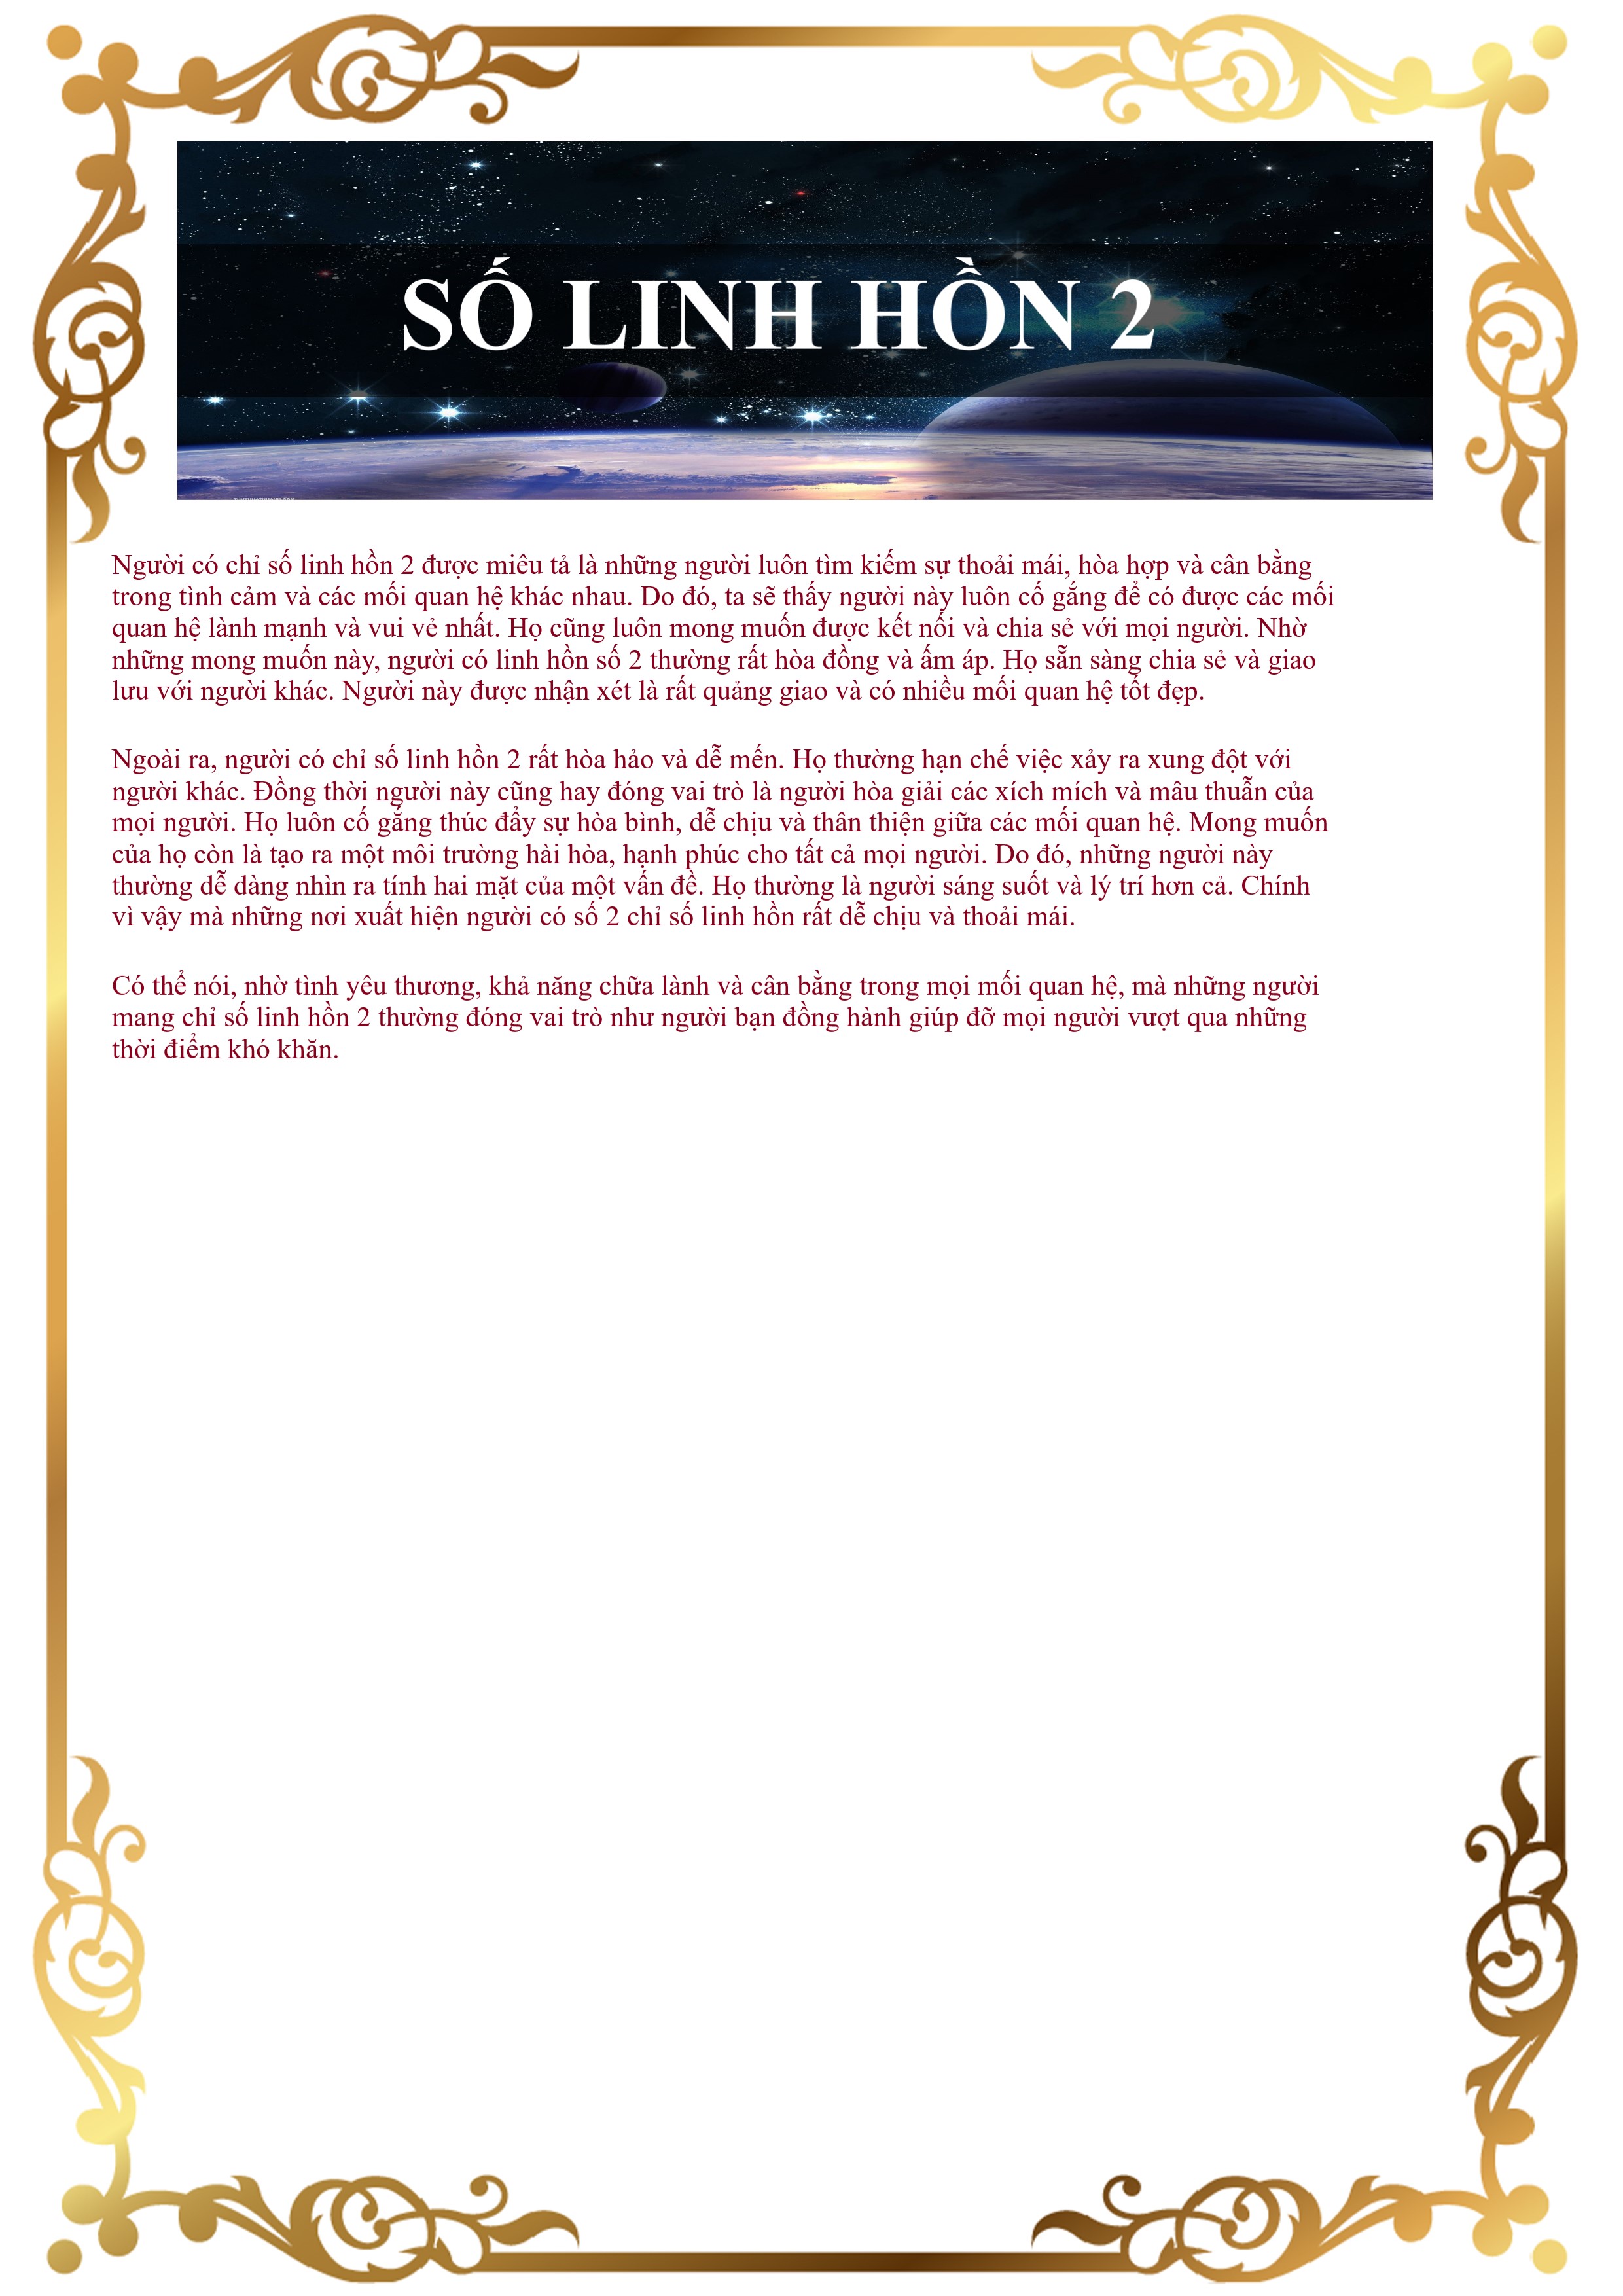 SỐ LINH HỒN 2
Người có chỉ số linh hồn 2 được miêu tả là những người luôn tìm kiếm sự thoải mái, hòa hợp và cân bằng
trong tình cảm và các mối quan hệ khác nhau. Do đó, ta sẽ thấy người này luôn cố gắng để có được các mối
quan hệ lành mạnh và vui vẻ nhất. Họ cũng luôn mong muốn được kết nối và chia sẻ với mọi người. Nhờ
những mong muốn này, người có linh hồn số 2 thường rất hòa đồng và ấm áp. Họ sẵn sàng chia sẻ và giao
lưu với người khác. Người này được nhận xét là rất quảng giao và có nhiều mối quan hệ tốt đẹp.
Ngoài ra, người có chỉ số linh hồn 2 rất hòa hảo và dễ mến. Họ thường hạn chế việc xảy ra xung đột với
người khác. Đồng thời người này cũng hay đóng vai trò là người hòa giải các xích mích và mâu thuẫn của
mọi người. Họ luôn cố gắng thúc đẩy sự hòa bình, dễ chịu và thân thiện giữa các mối quan hệ. Mong muốn
của họ còn là tạo ra một môi trường hài hòa, hạnh phúc cho tất cả mọi người. Do đó, những người này
thường dễ dàng nhìn ra tính hai mặt của một vấn đề. Họ thường là người sáng suốt và lý trí hơn cả. Chính
vì vậy mà những nơi xuất hiện người có số 2 chỉ số linh hồn rất dễ chịu và thoải mái.
Có thể nói, nhờ tình yêu thương, khả năng chữa lành và cân bằng trong mọi mối quan hệ, mà những người
mang chỉ số linh hồn 2 thường đóng vai trò như người bạn đồng hành giúp đỡ mọi người vượt qua những
thời điểm khó khăn.